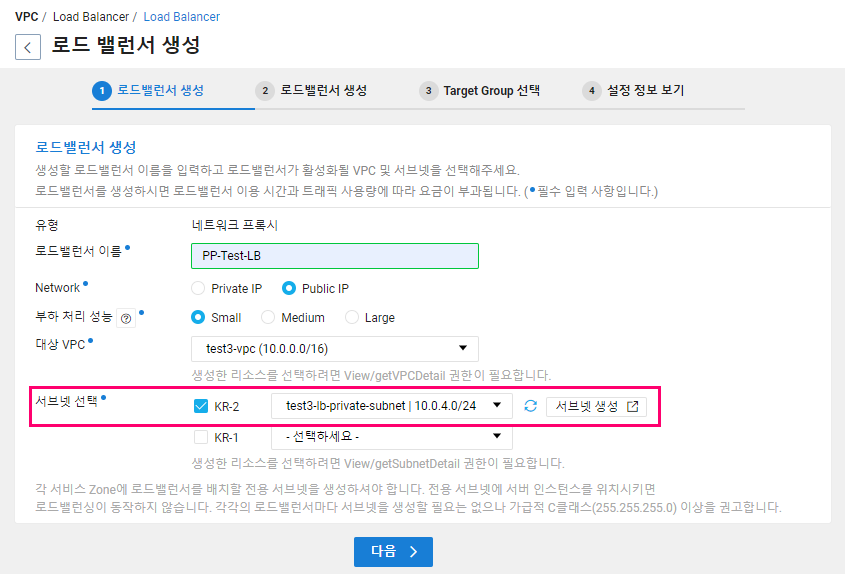 VPC / Load Balancer / Load Balancer
로드 밸런서 생성
1 로드밸런서 생성 2 로드밸런서 생성 3 Target Group 선택 4 설정 정보 보기
로드밸런서 생성
생성할 로드밸런서 이름을 입력하고 로드밸런서가 활성화될 VPC 및 서브넷을 선택해주세요.
로드밸런서를 생성하시면 로드밸런서 이용 시간과 트래픽 사용량에 따라 요금이 부과됩니다. (•필수 입력 사항입니다.)
유형 네트워크 프록시
로드밸런서 이름• PP-Test-LB
Network• Private IP Public IP
부하 처리 성능 ?• Small Medium Large
대상 VPC• test3-vpc (10.0.0.0/16)
생성한 리소스를 선택하려면 View/getVPCDetail 권한이 필요합니다.
서브넷 선택• KR-2 test3-lb-private-subnet | 10.0.4.0/24 서브넷 생성
KR-1 - 선택하세요 -
생성한 리소스를 선택하려면 View/getSubnetDetail 권한이 필요합니다.
각 서비스 Zone에 로드밸런서를 배치할 전용 서브넷을 생성하셔야 합니다. 전용 서브넷에 서버 인스턴스를 위치시키면
로드밸런싱이 동작하지 않습니다. 각각의 로드밸런서마다 서브넷을 생성할 필요는 없으나 가급적 C클래스(255.255.255.0) 이상을 권고합니다.
다음